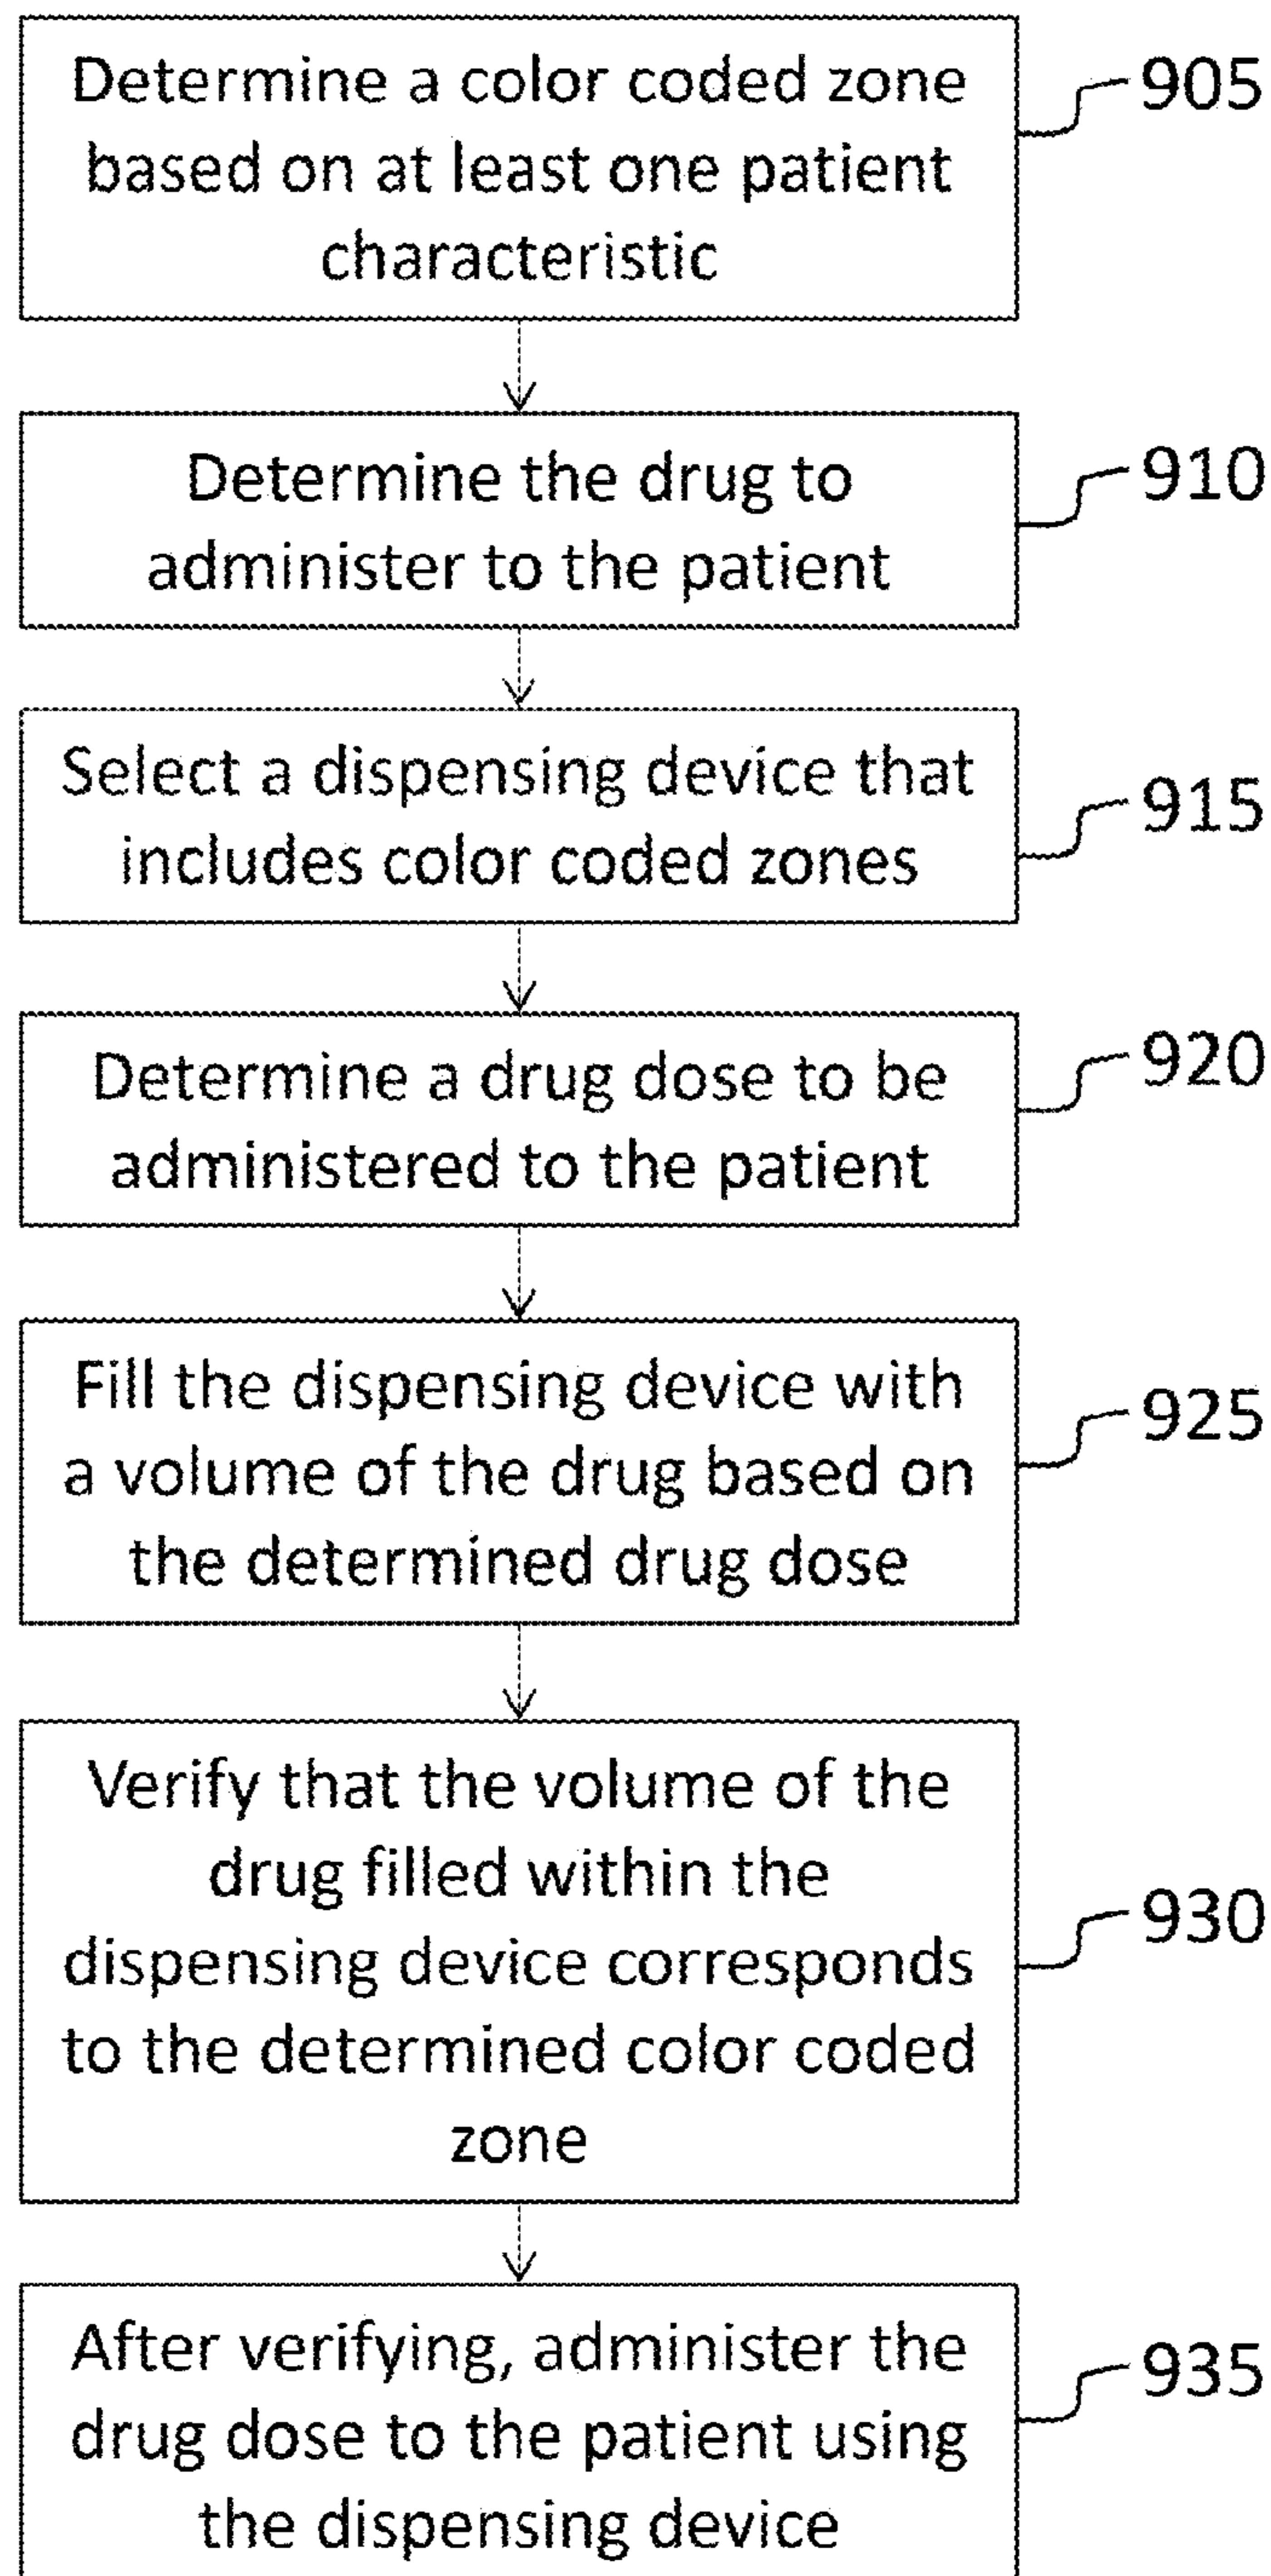 Determine a color coded zone
905
based on at least one patient
characteristic
Determine the drug to
910
administer to the patient
Select a dispensing device that
915
includes color coded zones
Determine a drug dose to be
920
administered to the patient
Fill the dispensing device with
925
a volume of the drug based on
the determined drug dose
Verify that the volume of the
drug filled within the
930
dispensing device corresponds
to the determined color coded
zone
After verifying, administer the
935
drug dose to the patient using
the dispensing device